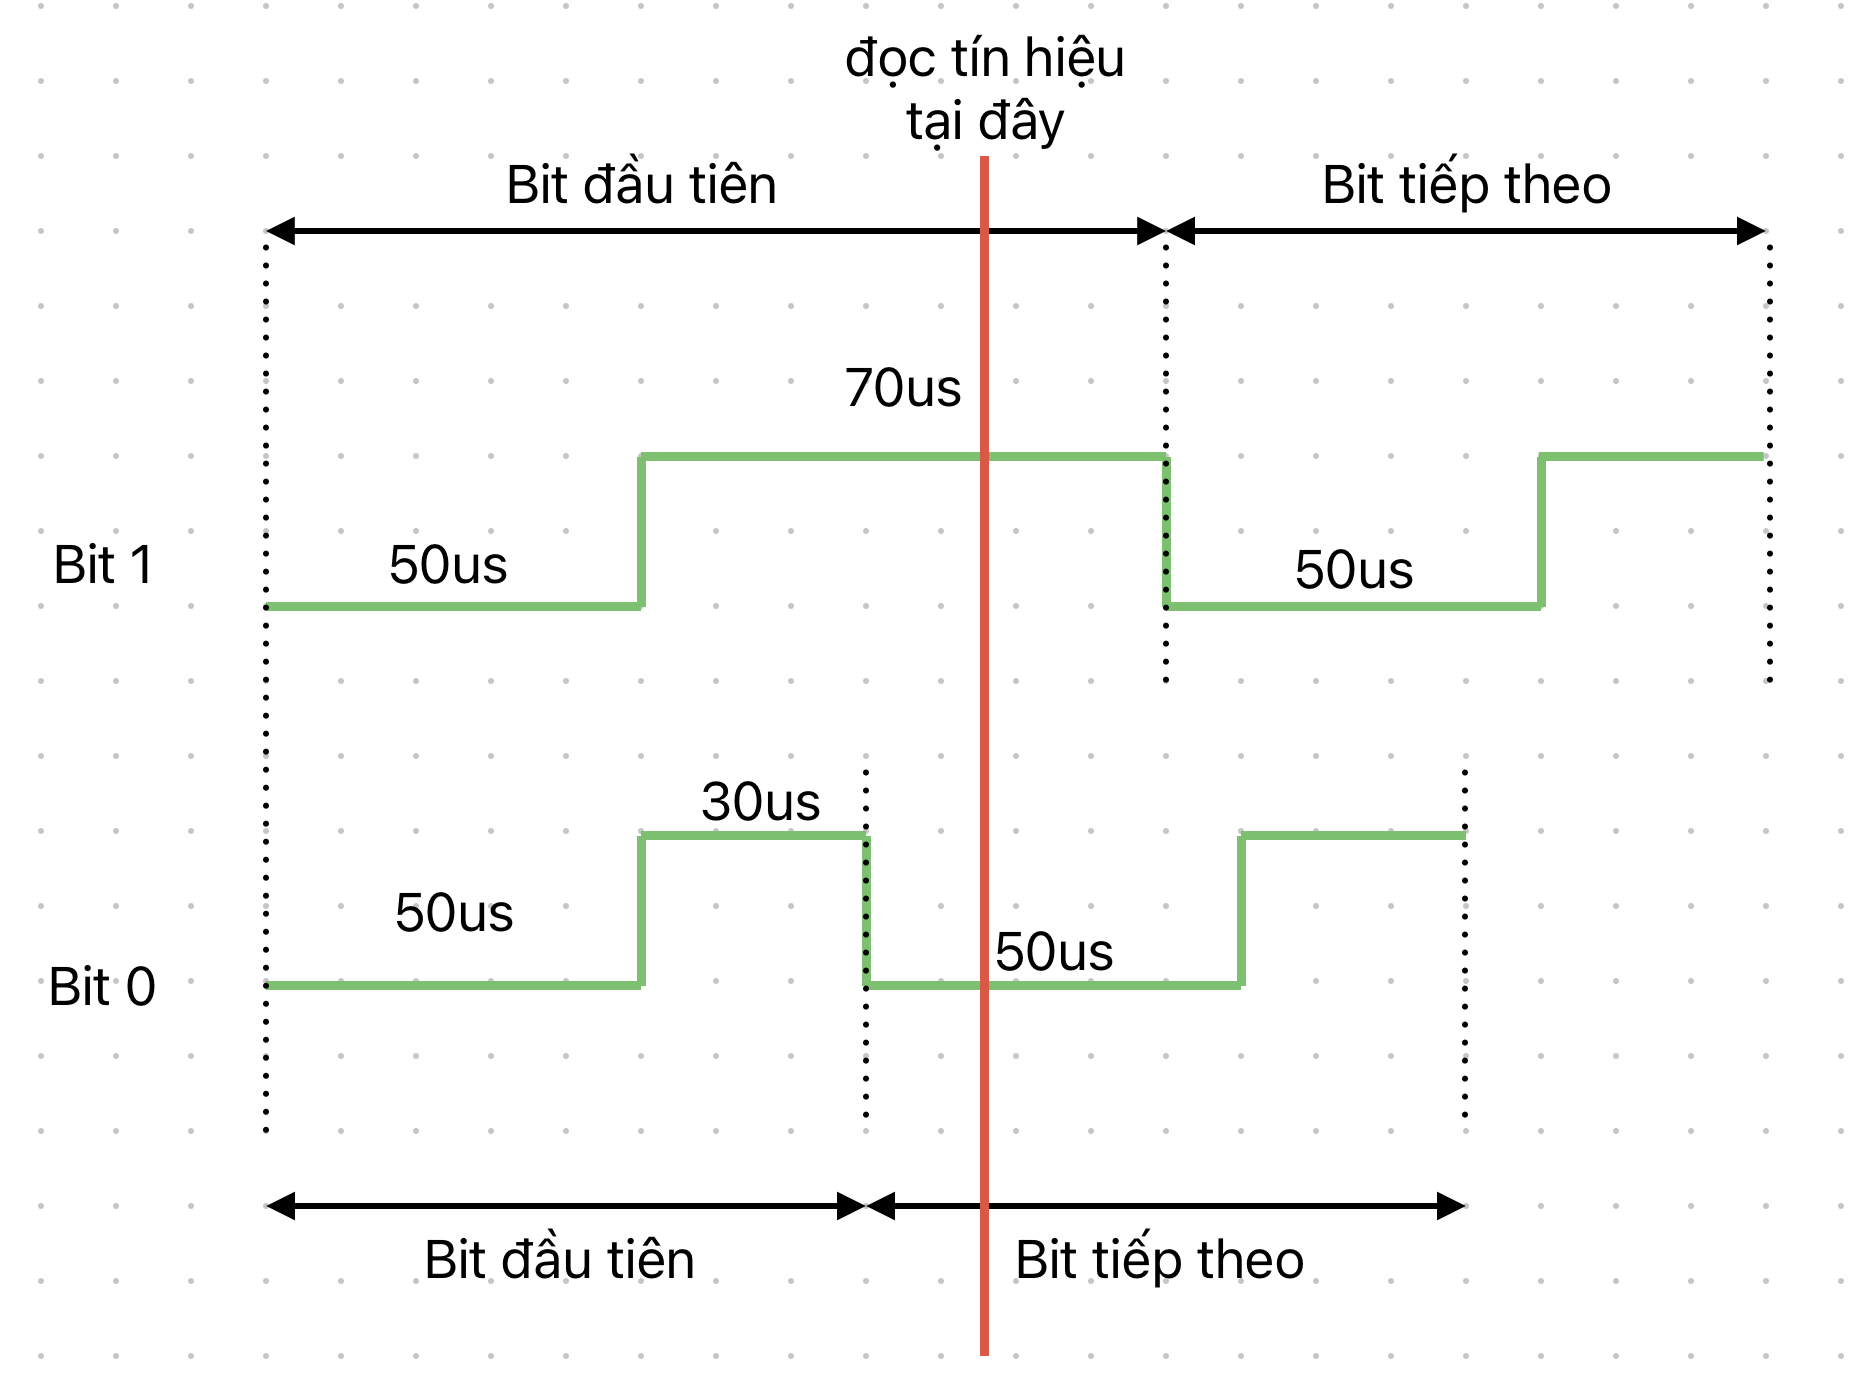 đọc tín hiệu
tại đây
Bit đầu tiên
Bit tiếp theo
70us
Bit 1
50us
50us
30us
50us
50us
Bit 0
Bit đầu tiên
Bit tiếp theo